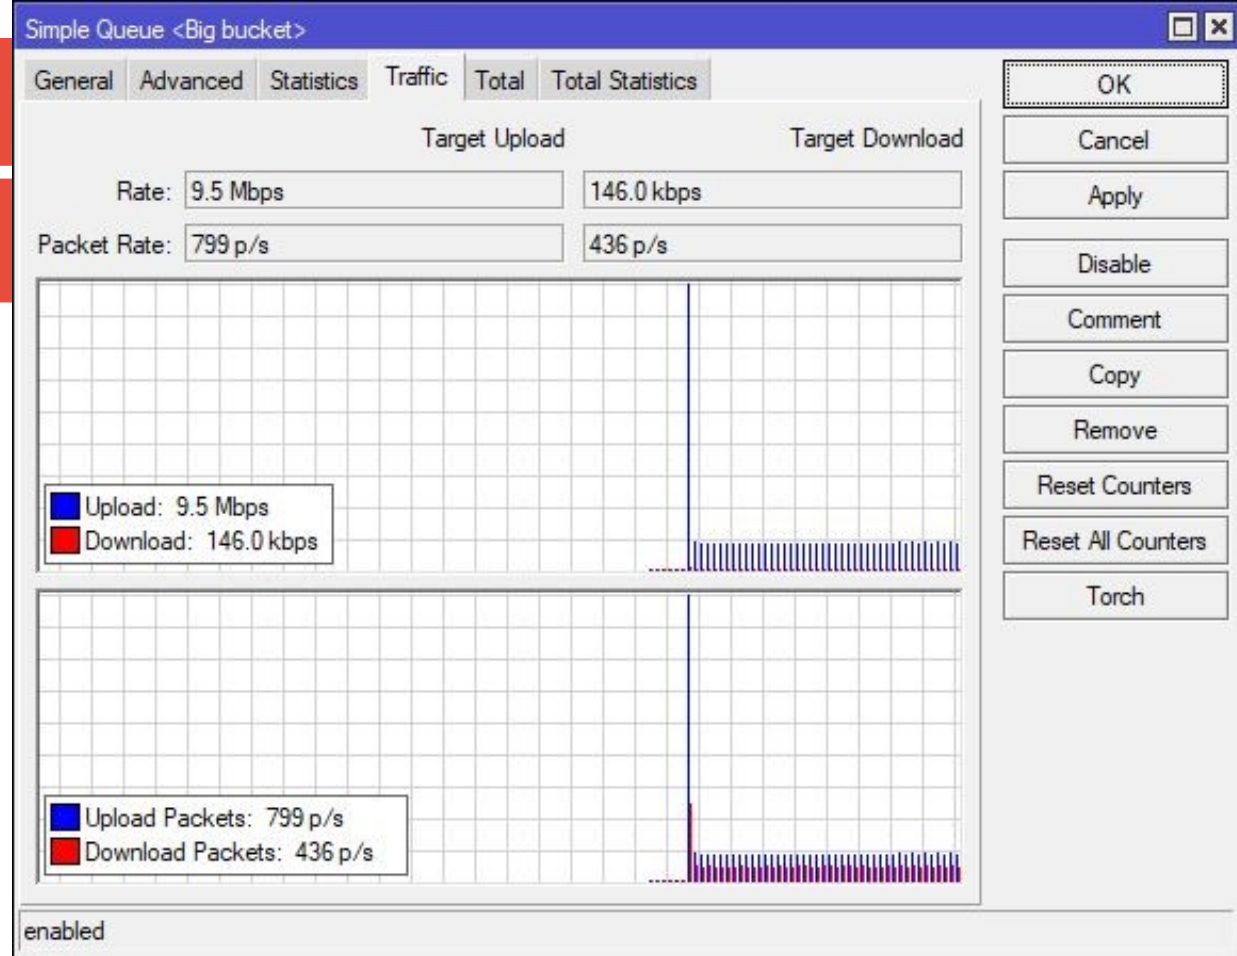 Simple Queue <Big bucket>
General Advanced Statistics Traffic Total Total Statistics
Target Upload Target Download
Rate: 9.5 Mbps 146.0 kbps
Packet Rate: 799 p/s 436 p/s
Upload: 9.5 Mbps
Download: 146.0 kbps
Upload Packets: 799 p/s
Download Packets: 436 p/s
OK
Cancel
Apply
Disable
Comment
Copy
Remove
Reset Counters
Reset All Counters
Torch
enabled